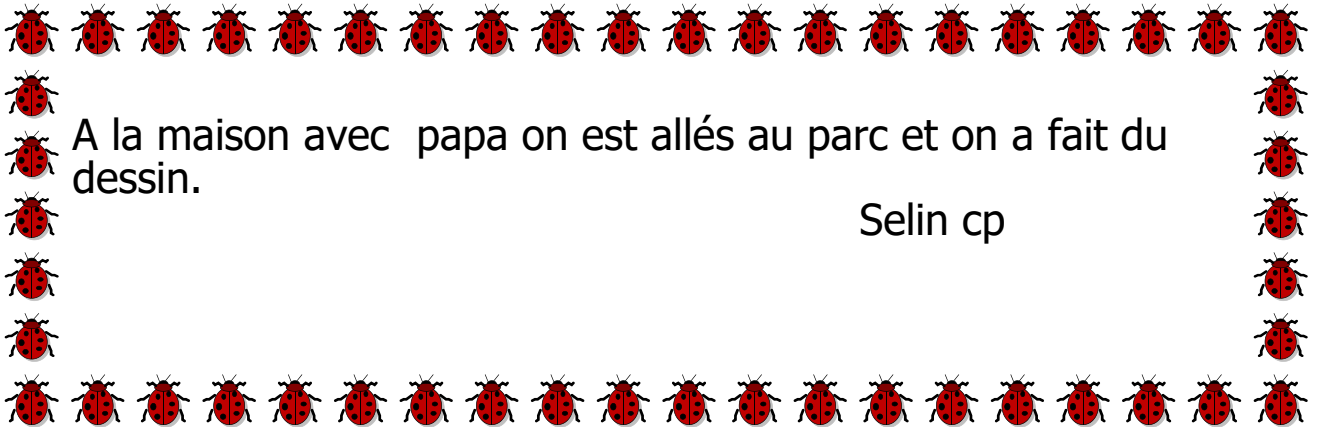 A la maison avec  papa on est allés au parc et on a fait du
dessin.
Selin cp